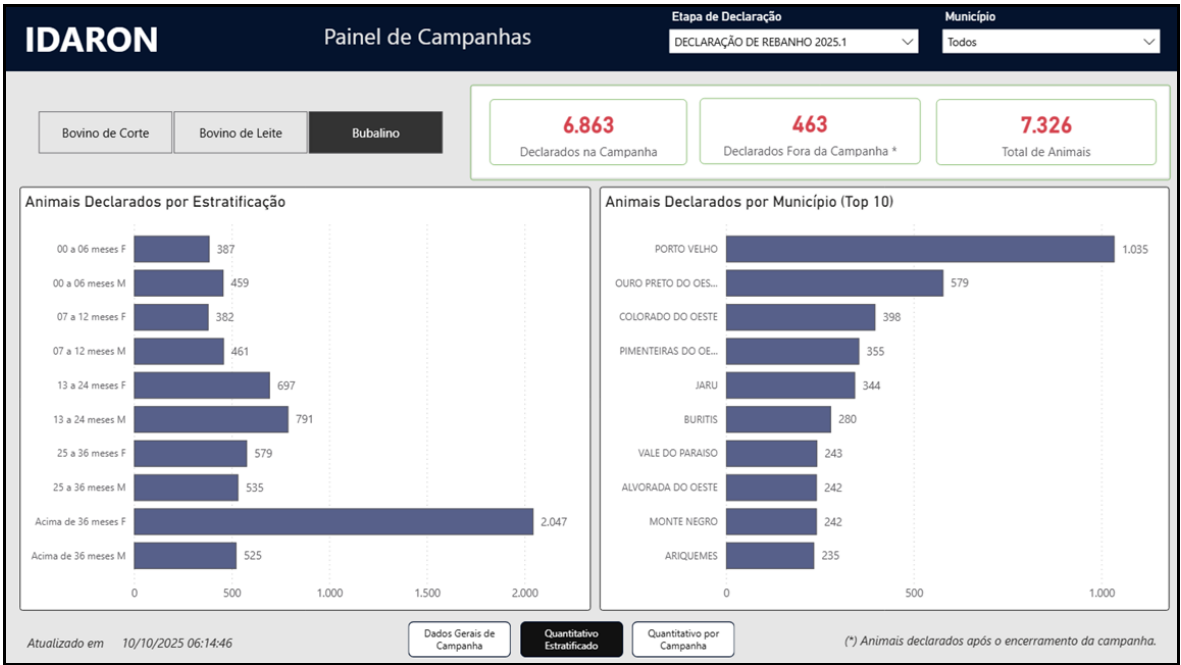 IDARON
Painel de Campanhas
Etapa de Declaração
DECLARAÇÃO DE REBANHO 2025.1
Município
Todos
Bovino de Corte
Bovino de Leite
Bubalino
6.863
Declarados na Campanha
463
Declarados Fora da Campanha *
7.326
Total de Animais
Animais Declarados por Estratificação
00 a 06 meses F 387
00 a 06 meses M 459
07 a 12 meses F 382
07 a 12 meses M 461
13 a 24 meses F 697
13 a 24 meses M 791
25 a 36 meses F 579
25 a 36 meses M 535
Acima de 36 meses F 2.047
Acima de 36 meses M 525
0 500 1.000 1.500 2.000
Animais Declarados por Município (Top 10)
PORTO VELHO 1.035
OURO PRETO DO OES... 579
COLORADO DO OESTE 398
PIMENTEIRAS DO OE... 355
JARU 344
BURITIS 280
VALE DO PARAISO 243
ALVORADA DO OESTE 242
MONTE NEGRO 242
ARIQUEMES 235
0 500 1.000
Atualizado em 10/10/2025 06:14:46
Dados Gerais de
Campanha
Quantitativo
Estratificado
Quantitativo por
Campanha
(*) Animais declarados após o encerramento da campanha.